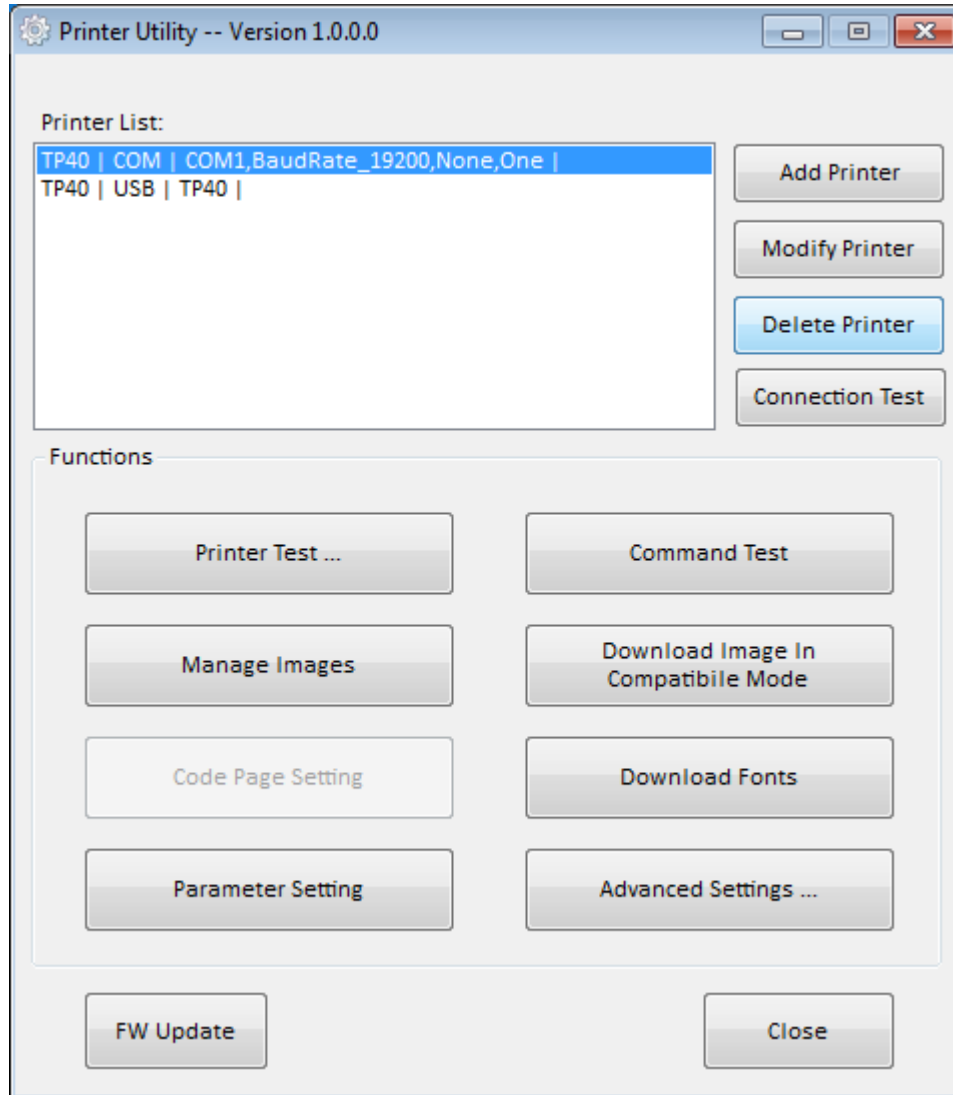 Printer Utility -- Version 1.0.0.0
Printer List:
TP40 | COM | COM1,BaudRate_19200,None,One |
TP40 | USB | TP40 |
Add Printer
Modify Printer
Delete Printer
Connection Test
Functions
Printer Test ...
Command Test
Manage Images
Download Image In
Compatibile Mode
Code Page Setting
Download Fonts
Parameter Setting
Advanced Settings ...
FW Update
Close